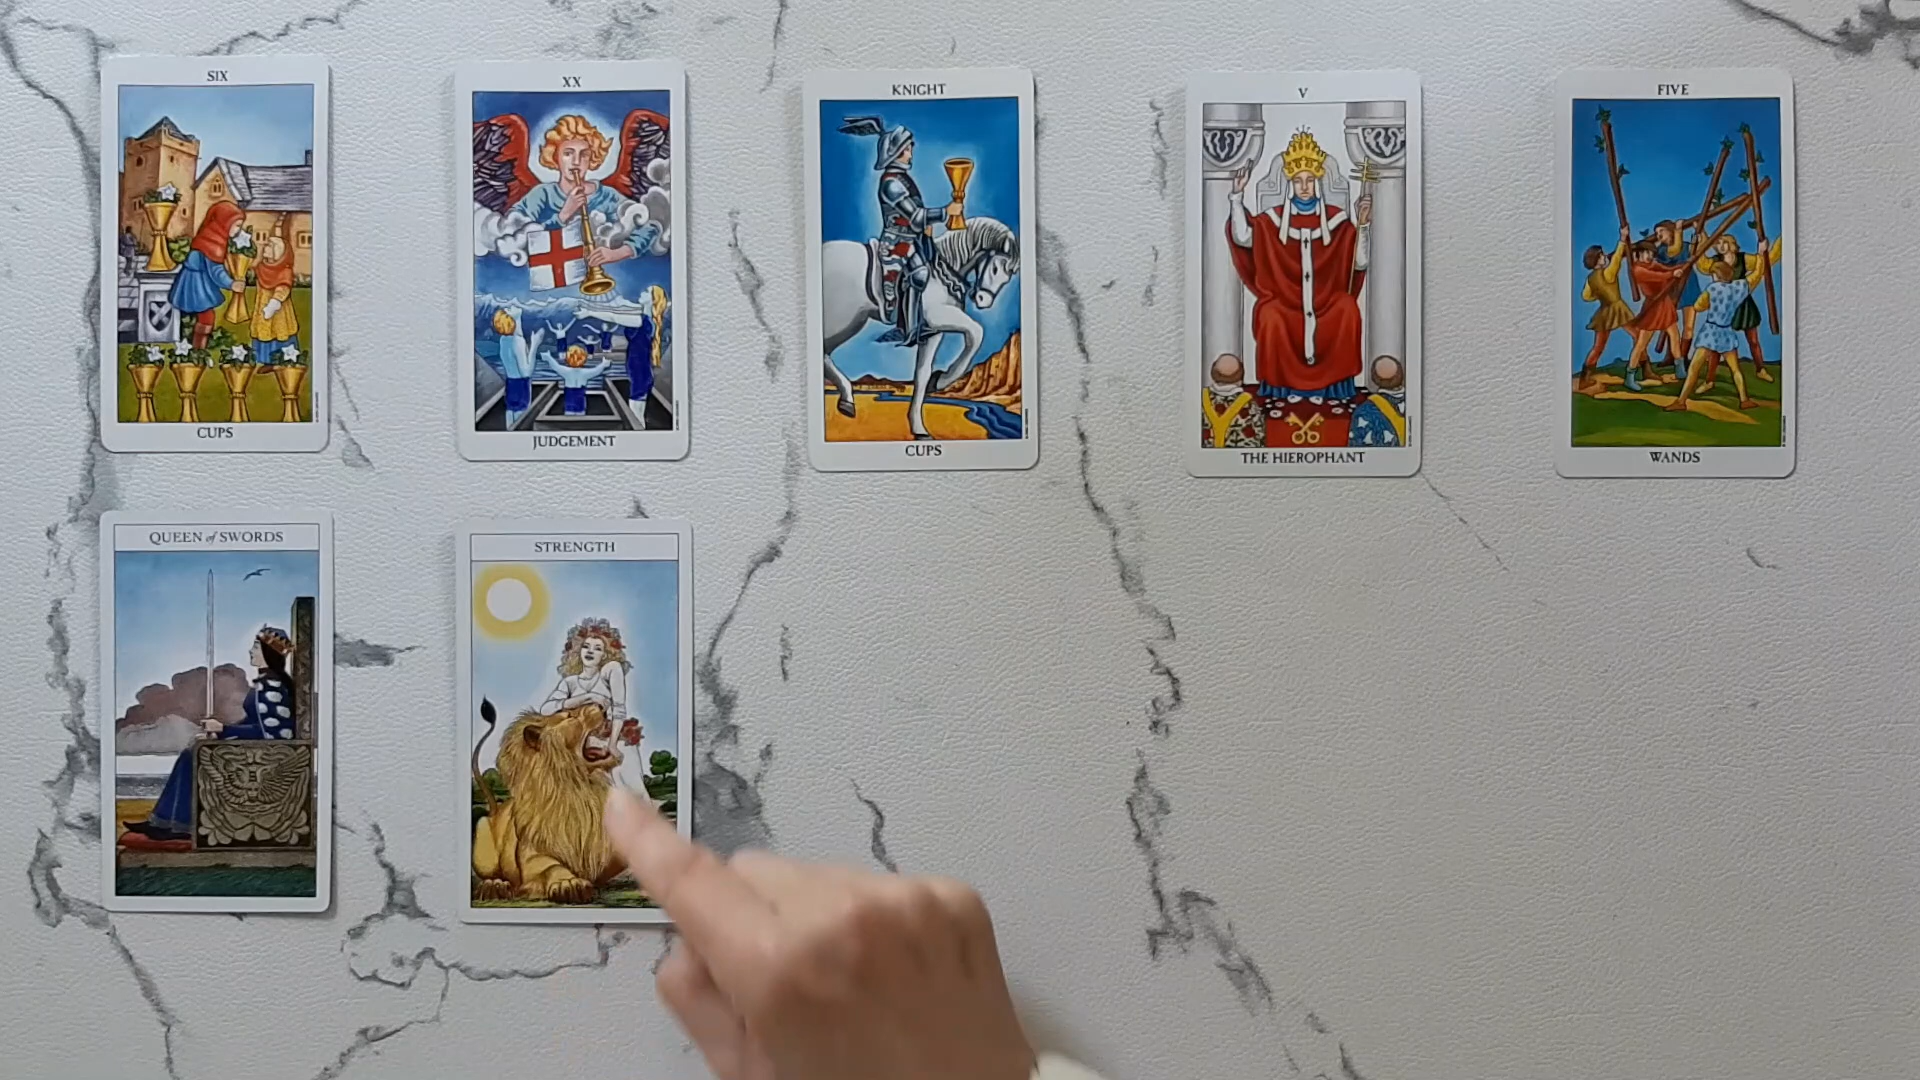 SIX
CUPS
XX
JUDGEMENT
KNIGHT
CUPS
V
THE HIEROPHANT
FIVE
WANDS
QUEEN of SWORDS
STRENGTH